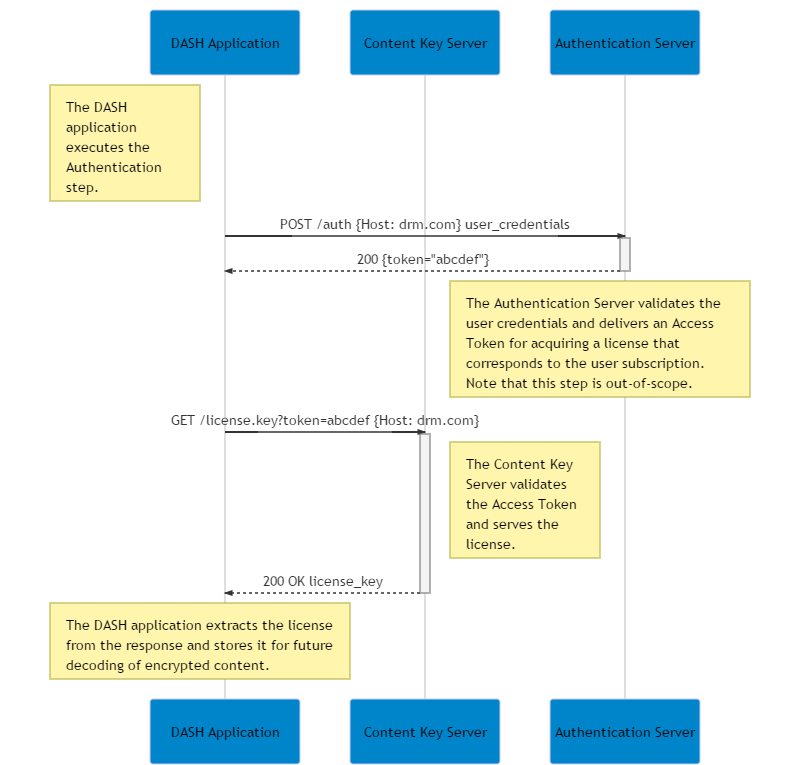 DASH Application
Content Key Server
Authentication Server
The DASH
application
executes the
Authentication
step.
POST /auth {Host: drm.com} user_credentials
200 {token="abcdef"}
The Authentication Server validates the
user credentials and delivers an Access
Token for acquiring a license that
corresponds to the user subscription.
Note that this step is out-of-scope.
GET /license.key?token=abcdef {Host: drm.com}
The Content Key
Server validates
the Access Token
and serves the
license.
200 OK license_key
The DASH application extracts the license
from the response and stores it for future
decoding of encrypted content.
DASH Application
Content Key Server
Authentication Server